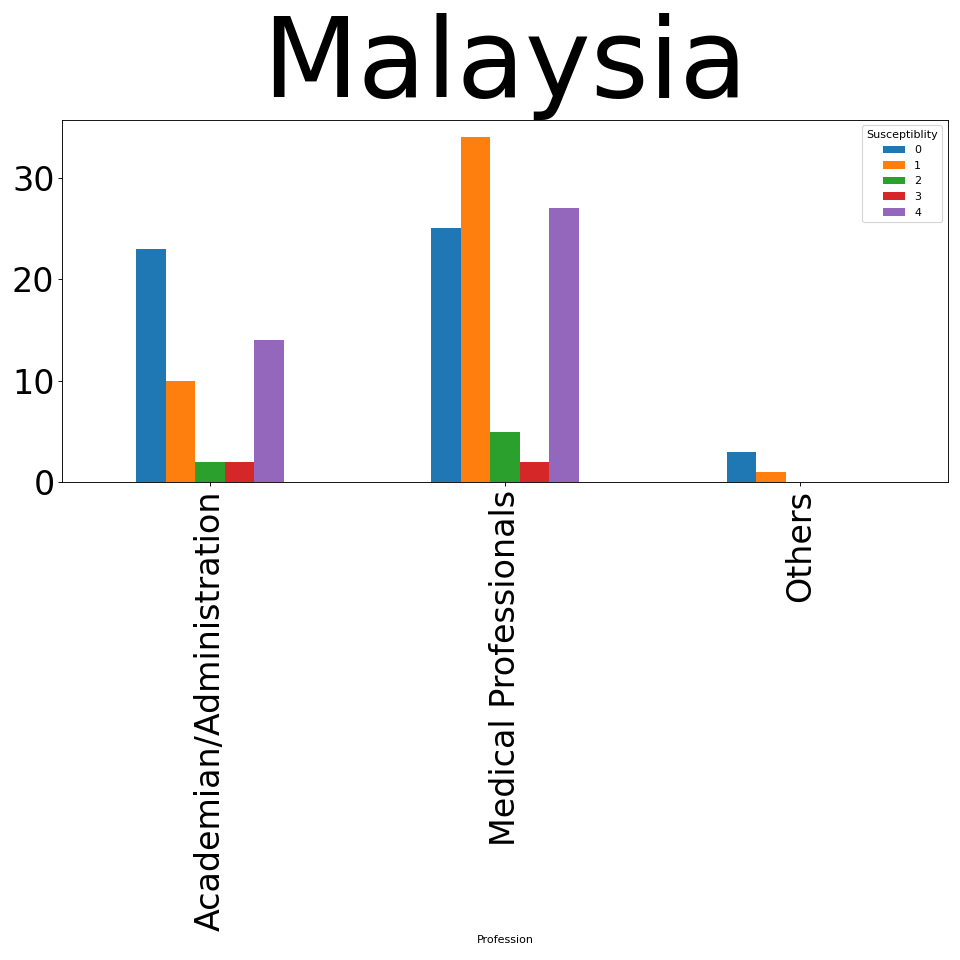 Malaysia
Susceptiblity
0
1
2
3
4
30
20
10
0
Academian/Administration
Medical Professionals
Others
Profession